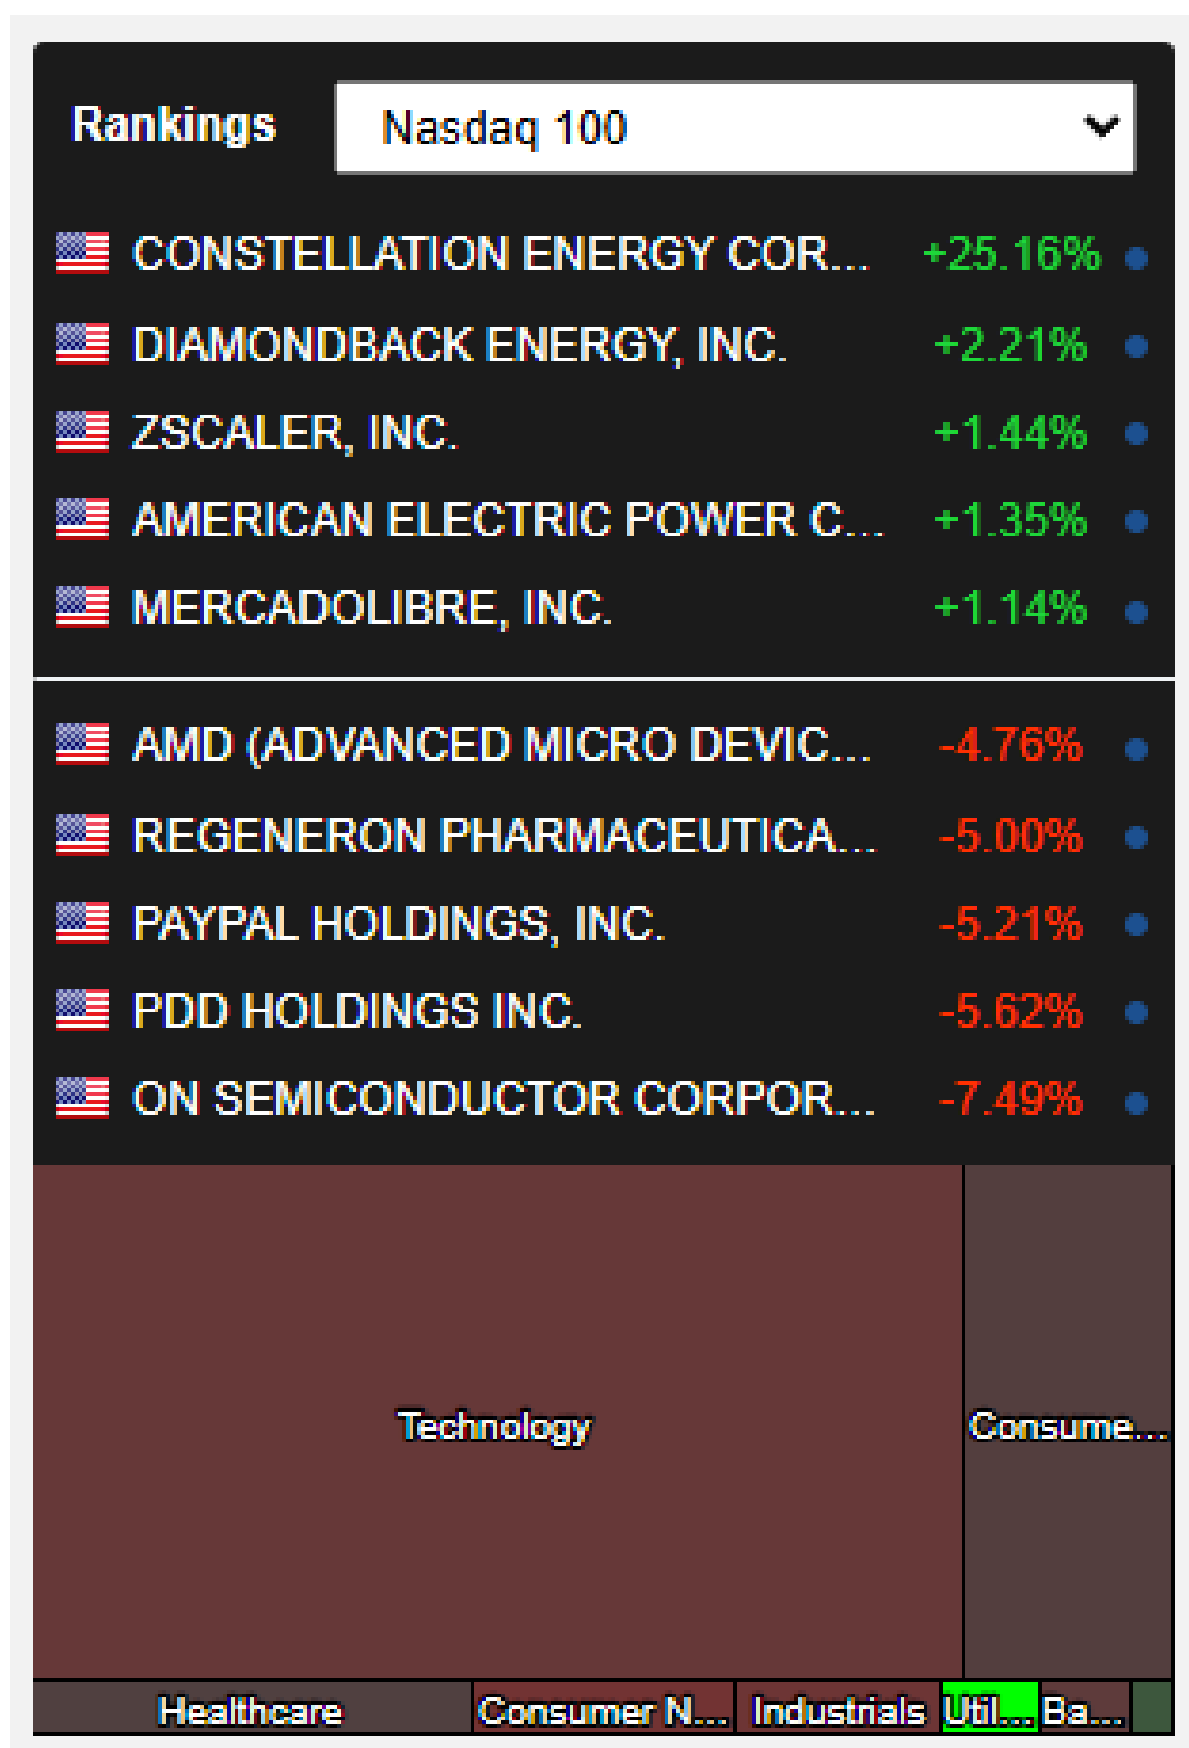 Rankings Nasdaq 100
CONSTELLATION ENERGY COR... +25.16%
DIAMONDBACK ENERGY, INC. +2.21%
ZSCALER, INC. +1.44%
AMERICAN ELECTRIC POWER C... +1.35%
MERCADOLIBRE, INC. +1.14%
AMD (ADVANCED MICRO DEVIC... -4.76%
REGENERON PHARMACEUTICA... -5.00%
PAYPAL HOLDINGS, INC. -5.21%
PDD HOLDINGS INC. -5.62%
ON SEMICONDUCTOR CORPOR... -7.49%
Technology Consume...
Healthcare Consumer N... Industrials Util... Ba...